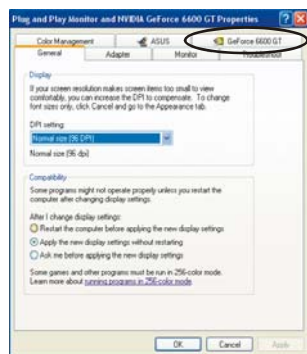 Plug and Play Monitor and NVIDIA GeForce 6600 GT Properties
Color Management
ASUS
GeForce 6600 GT
General
Adapter
Monitor
Troubleshoot
Display
If your screen resolution makes screen items too small to view
comfortably, you can increase the DPI to compensate. To change
font sizes only, click Cancel and go to the Appearance tab.
DPI setting:
Normal size (96 DPI)
Normal size (96 dpi)
Compatibility
Some programs might not operate properly unless you restart the
computer after changing display settings.
After I change display settings:
Restart the computer before applying the new display settings
Apply the new display settings without restarting
Ask me before applying the new display settings
Some games and other programs must be run in 256-color mode.
Learn more about running programs in 256-color mode.
OK
Cancel
Apply